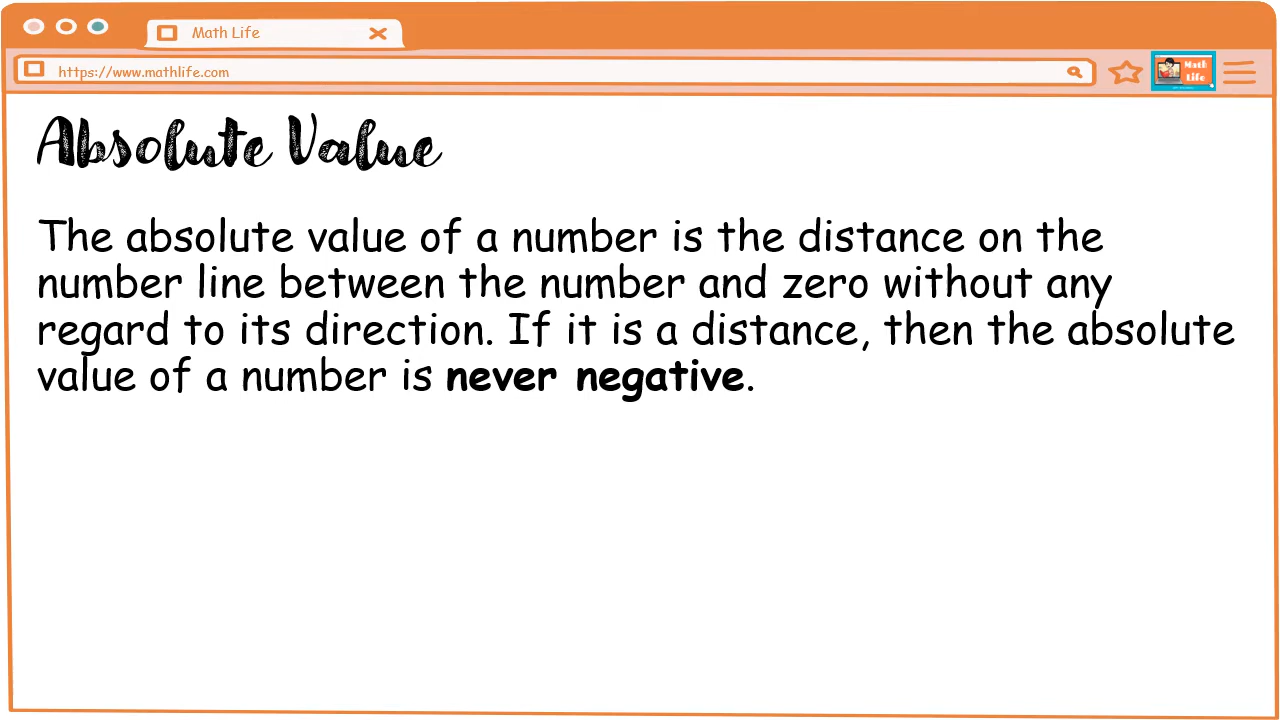 Math Life
https://www.mathlife.com
Math
Life
Absolute Value
The absolute value of a number is the distance on the
number line between the number and zero without any
regard to its direction. If it is a distance, then the absolute
value of a number is never negative.